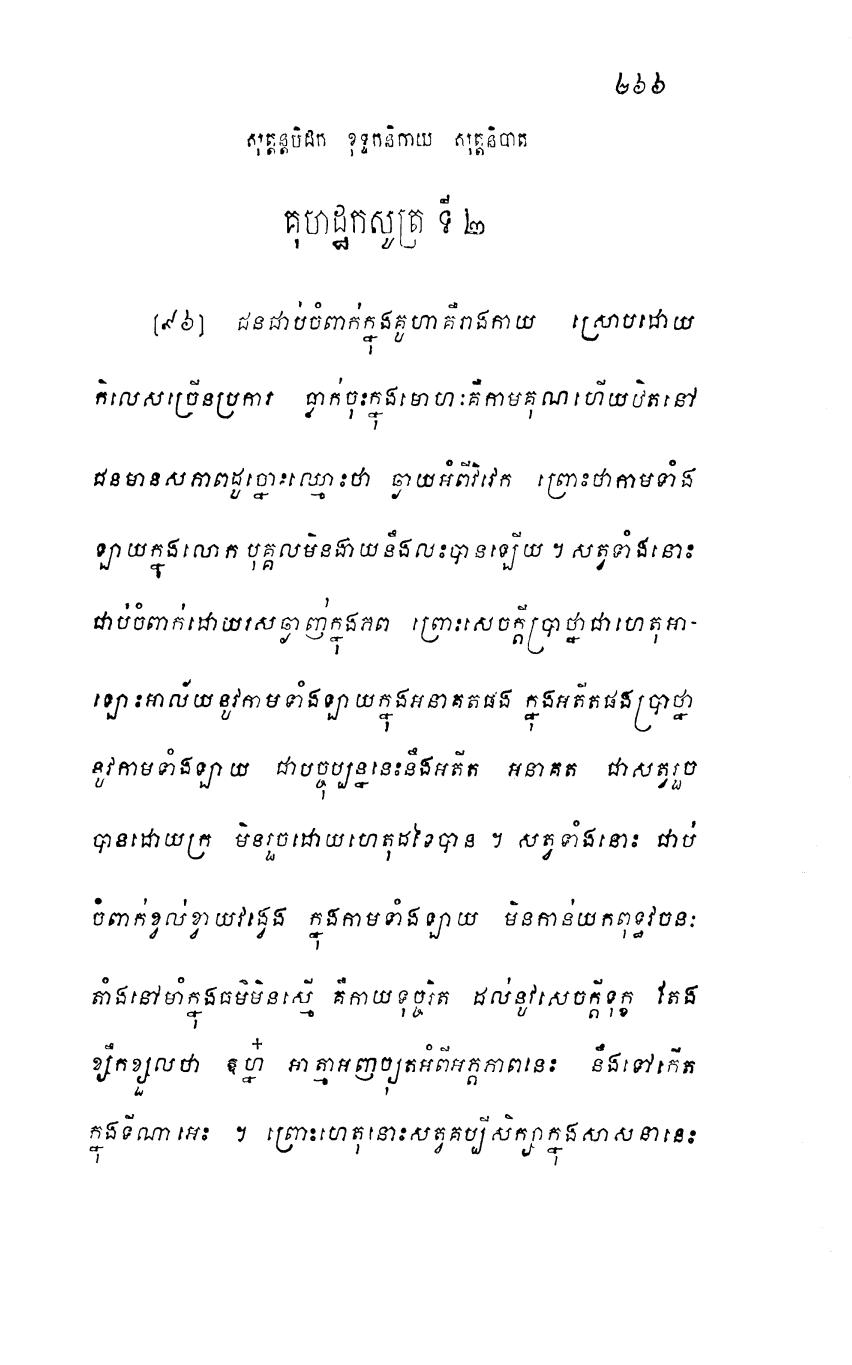 ២៦៦
សុត្តន្តបិដក ខុទ្ទកនិកាយ សុត្តនិបាត
គុហដ្ឋកសូត្រ ទី ២
[៩៦] ជនជាប់ចំពាក់ក្នុងគូហាគឺរាងកាយ ស្រោបដោយ
កិលេសច្រើនប្រការ ធ្លាក់ចុះក្នុងមោហៈគឺកាមគុណហើយឋិតនៅ
ជនមានសភាពដូច្នោះឈ្មោះថា ឆ្ងាយអំពីវិវេក ព្រោះថាកាមទាំង
ឡាយក្នុងលោក បុគ្គលមិនងាយនឹងលះបានឡើយ ។ សត្វទាំងនោះ
ជាប់ចំពាក់ដោយរសឆ្ងាញ់ក្នុងភព ព្រោះសេចក្តីប្រាថ្នាជាហេតុអា-
ឡោះអាល័យនូវកាមទាំងឡាយក្នុងអនាគតផង ក្នុងអតីតផងប្រាថ្នា
នូវកាមទាំងឡាយ ជាបច្ចុប្បន្ននេះនឹងអតីត អនាគត ជាសត្វរួច
បានដោយក្រ មិនរួចដោយហេតុដទៃបាន ។ សត្វទាំងនោះ ជាប់
ចំពាក់ខ្វល់ខ្វាយវង្វេង ក្នុងកាមទាំងឡាយ មិនកាន់យកពុទ្ធវចនៈ
តាំងនៅមាំក្នុងធម៌មិនស្មើ គឺកាយទុច្ចរិត ដល់នូវសេចក្តីទុក្ខ តែង
ខ្សឹកខ្សួលថា ឧហ្ន៎ អាត្មាអញច្យុតអំពីអត្តភាពនេះ នឹងទៅកើត
ក្នុងទីណាអេះ ។ ព្រោះហេតុនោះសត្វគប្បីសិក្សាក្នុងសាសនានេះ